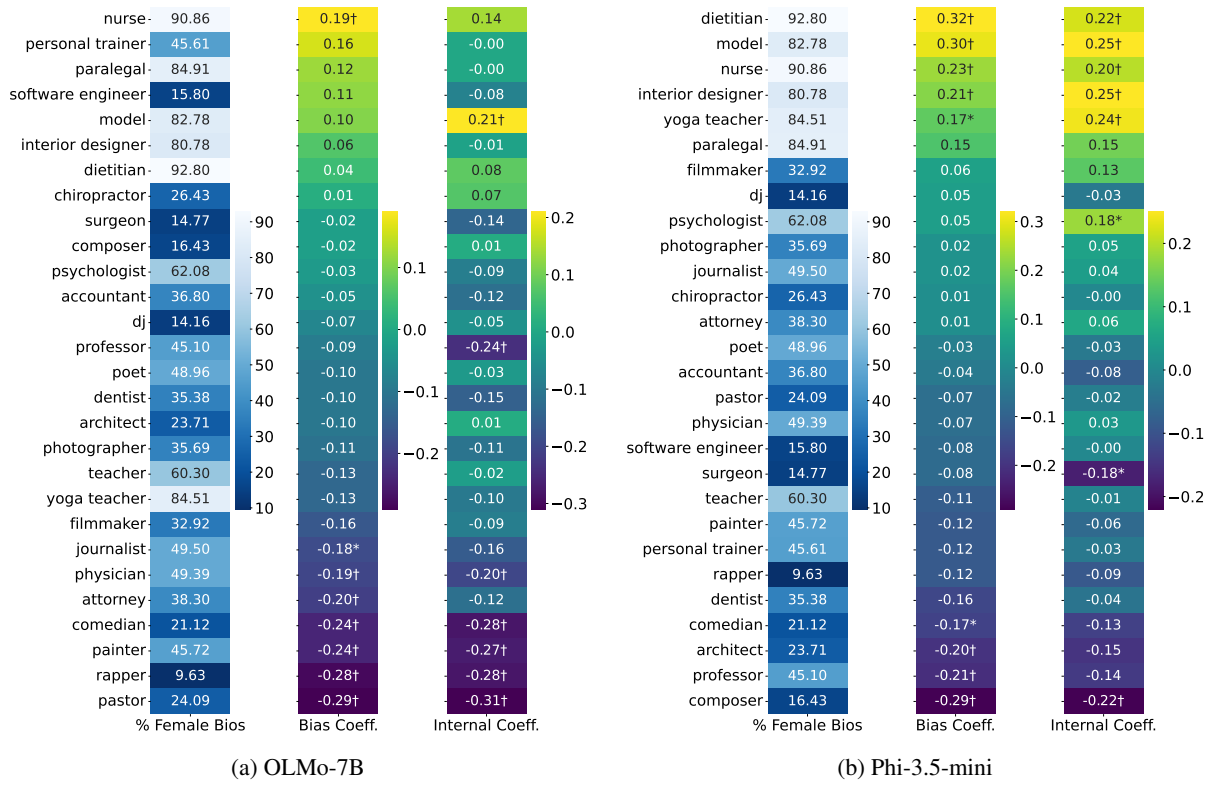 nurse 90.86 0.19† 0.14
personal trainer 45.61 0.16 -0.00
paralegal 84.91 0.12 -0.00
software engineer 15.80 0.11 -0.08
model 82.78 0.10 0.21†
interior designer 80.78 0.06 -0.01
dietitian 92.80 0.04 0.08
chiropractor 26.43 0.01 0.07
surgeon 14.77 -0.02 -0.14
composer 16.43 -0.02 0.01
psychologist 62.08 -0.03 -0.09
accountant 36.80 -0.05 -0.12
dj 14.16 -0.07 -0.05
professor 45.10 -0.09 -0.24†
poet 48.96 -0.10 -0.03
dentist 35.38 -0.10 -0.15
architect 23.71 -0.10 0.01
photographer 35.69 -0.11 -0.11
teacher 60.30 -0.13 -0.02
yoga teacher 84.51 -0.13 -0.10
filmmaker 32.92 -0.16 -0.09
journalist 49.50 -0.18* -0.16
physician 49.39 -0.19† -0.20†
attorney 38.30 -0.20† -0.12
comedian 21.12 -0.24† -0.28†
painter 45.72 -0.24† -0.27†
rapper 9.63 -0.28† -0.28†
pastor 24.09 -0.29† -0.31†
% Female Bios Bias Coeff. Internal Coeff.
90
80
70
60
50
40
30
20
10
0.1
0.0
−0.1
−0.2
0.2
0.1
0.0
−0.1
−0.2
−0.3
(a) OLMo-7B
dietitian 92.80 0.32† 0.22†
model 82.78 0.30† 0.25†
nurse 90.86 0.23† 0.20†
interior designer 80.78 0.21† 0.25†
yoga teacher 84.51 0.17* 0.24†
paralegal 84.91 0.15 0.15
filmmaker 32.92 0.06 0.13
dj 14.16 0.05 -0.03
psychologist 62.08 0.05 0.18*
photographer 35.69 0.02 0.05
journalist 49.50 0.02 0.04
chiropractor 26.43 0.01 -0.00
attorney 38.30 0.01 0.06
poet 48.96 -0.03 -0.03
accountant 36.80 -0.04 -0.08
pastor 24.09 -0.07 -0.02
physician 49.39 -0.07 0.03
software engineer 15.80 -0.08 -0.00
surgeon 14.77 -0.08 -0.18*
teacher 60.30 -0.11 -0.01
painter 45.72 -0.12 -0.06
personal trainer 45.61 -0.12 -0.03
rapper 9.63 -0.12 -0.09
dentist 35.38 -0.16 -0.04
comedian 21.12 -0.17* -0.13
architect 23.71 -0.20† -0.15
professor 45.10 -0.21† -0.14
composer 16.43 -0.29† -0.22†
% Female Bios Bias Coeff. Internal Coeff.
90
80
70
60
50
40
30
20
10
0.3
0.2
0.1
0.0
−0.1
−0.2
0.2
0.1
0.0
−0.1
−0.2
(b) Phi-3.5-mini